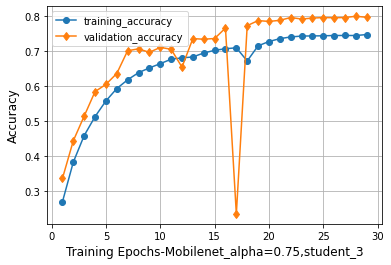 0.8
training_accuracy
validation_accuracy
0.7
0.6
0.5
0.4
0.3
Accuracy
0 5 10 15 20 25 30
Training Epochs-Mobilenet_alpha=0.75,student_3